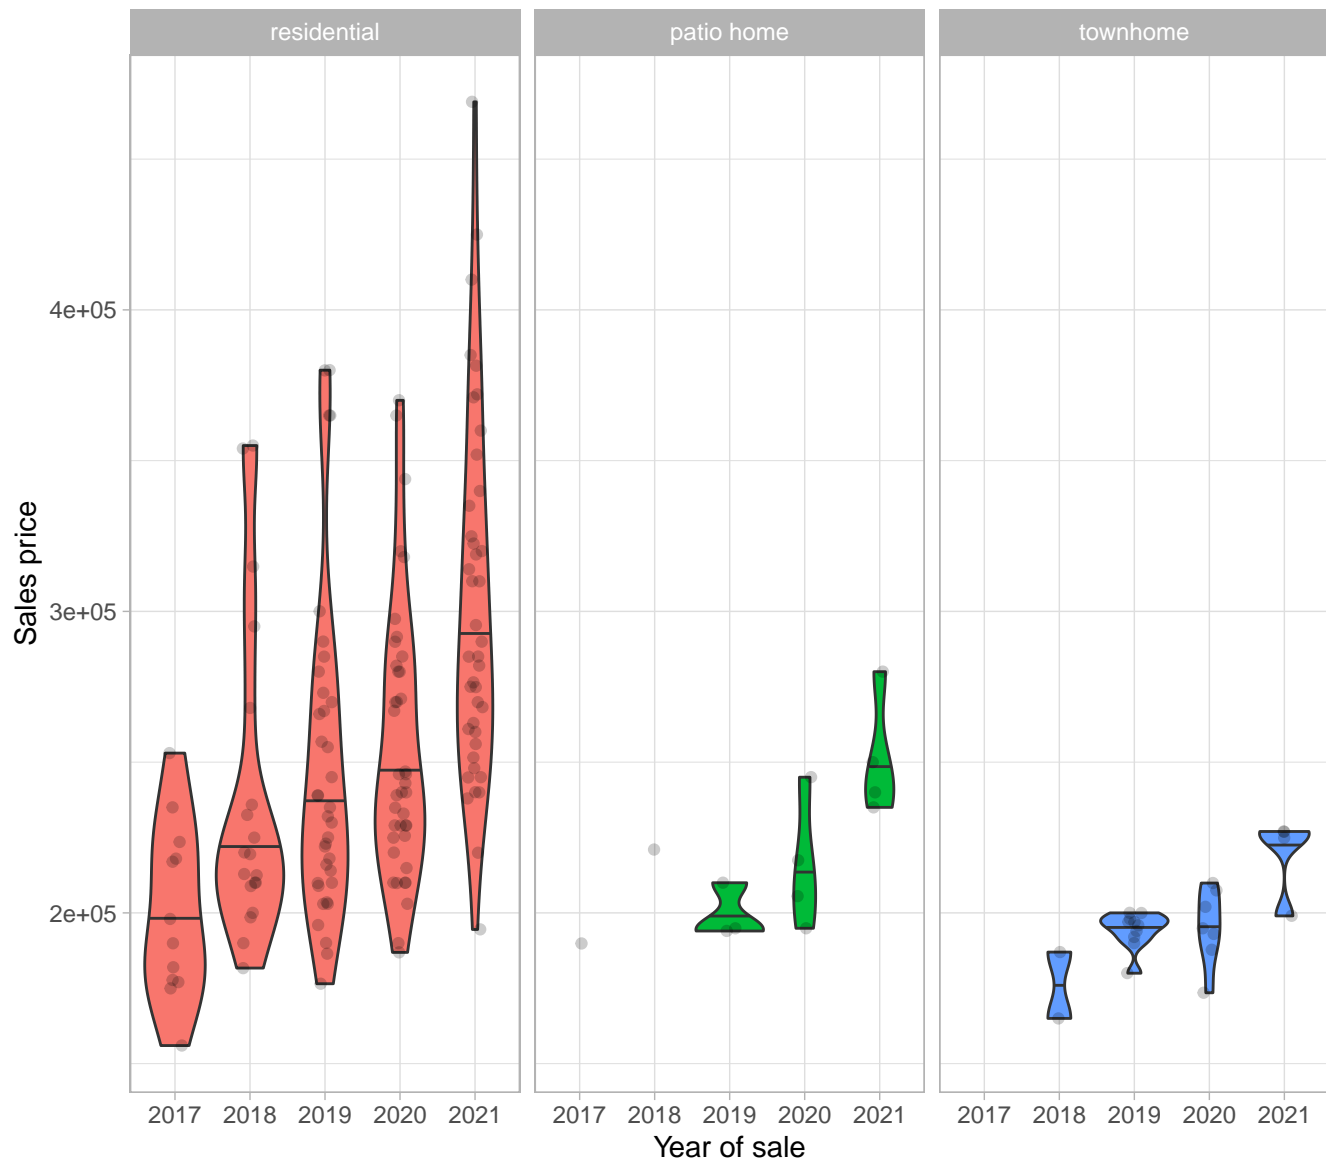 residential patio home townhome
4e+05
3e+05
2e+05
Sales price
2017 2018 2019 2020 2021 2017 2018 2019 2020 2021 2017 2018 2019 2020 2021
Year of sale